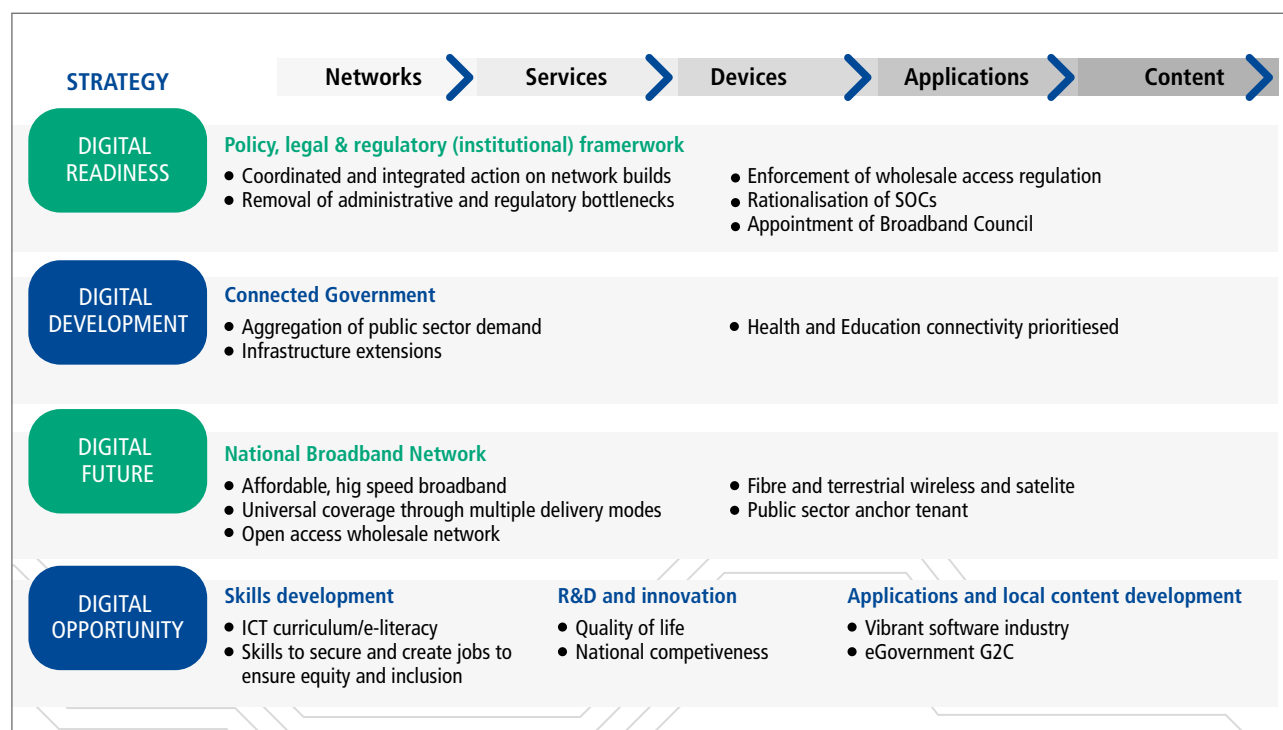 STRATEGY
Networks
Services
Devices
Applications
Content
DIGITAL
READINESS
Policy, legal & regulatory (institutional) framerwork
• Coordinated and integrated action on network builds
• Removal of administrative and regulatory bottlenecks
• Enforcement of wholesale access regulation
• Rationalisation of SOCs
• Appointment of Broadband Council
DIGITAL
DEVELOPMENT
Connected Government
• Aggregation of public sector demand
• Infrastructure extensions
• Health and Education connectivity prioritiesed
DIGITAL
FUTURE
National Broadband Network
• Affordable, hig speed broadband
• Universal coverage through multiple delivery modes
• Open access wholesale network
• Fibre and terrestrial wireless and satelite
• Public sector anchor tenant
DIGITAL
OPPORTUNITY
Skills development
• ICT curriculum/e-literacy
• Skills to secure and create jobs to
ensure equity and inclusion
R&D and innovation
• Quality of life
• National competiveness
Applications and local content development
• Vibrant software industry
• eGovernment G2C